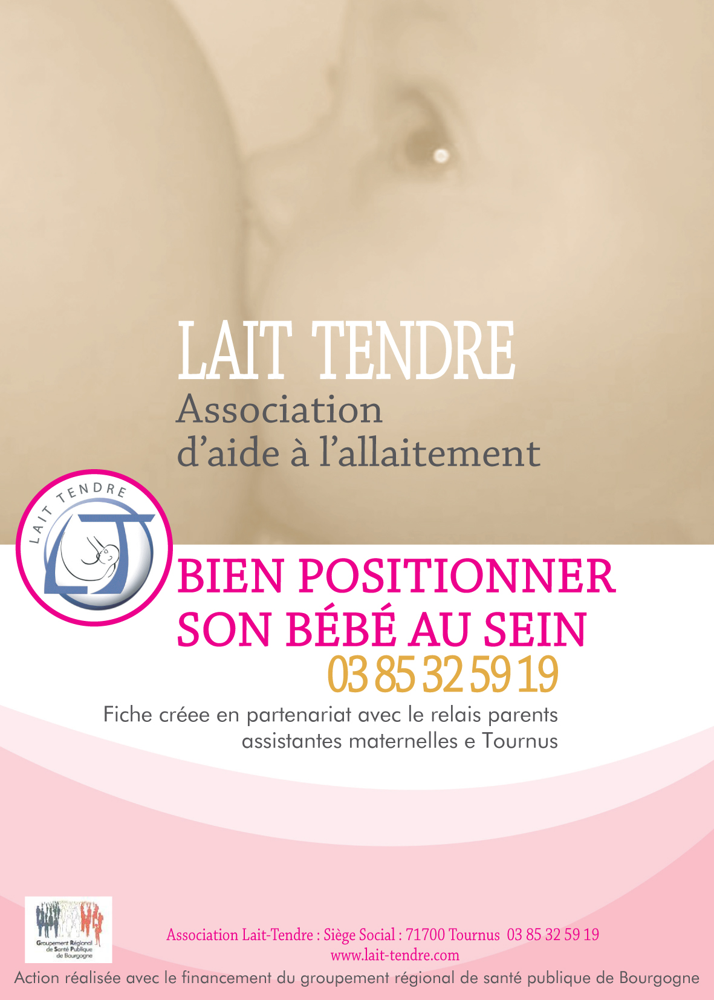 LAIT TENDRE
Association
d’aide à l’allaitement
LAIT TENDRE
LT
BIEN POSITIONNER
SON BÉBÉ AU SEIN
03 85 32 59 19
Fiche créee en partenariat avec le relais parents
assistantes maternelles e Tournus
Groupement Régional
de Santé Publique
de Bourgogne
Association Lait-Tendre : Siège Social : 71700 Tournus 03 85 32 59 19
www.lait-tendre.com
Action réalisée avec le financement du groupement régional de santé publique de Bourgogne